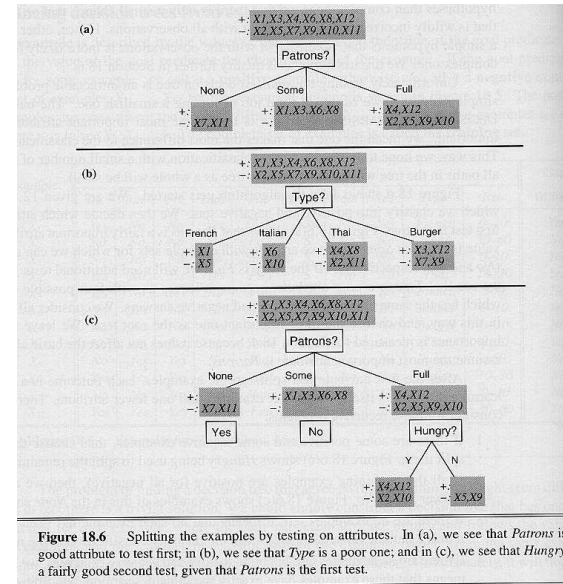 (a)
+: X1,X3,X4,X6,X8,X12
−: X2,X5,X7,X9,X10,X11
Patrons?
None Some Full
+:
−: X7,X11
+: X1,X3,X6,X8
−:
+: X4,X12
−: X2,X5,X9,X10
(b)
+: X1,X3,X4,X6,X8,X12
−: X2,X5,X7,X9,X10,X11
Type?
French Italian Thai Burger
+: X1
−: X5
+: X6
−: X10
+: X4,X8
−: X2,X11
+: X3,X12
−: X7,X9
(c)
+: X1,X3,X4,X6,X8,X12
−: X2,X5,X7,X9,X10,X11
Patrons?
None Some Full
+:
−: X7,X11
+: X1,X3,X6,X8
−:
+: X4,X12
−: X2,X5,X9,X10
Yes No Hungry?
Y N
+: X4,X12
−: X2,X10
+:
−: X5,X9
Figure 18.6 Splitting the examples by testing on attributes. In (a), we see that Patrons is
good attribute to test first; in (b), we see that Type is a poor one; and in (c), we see that Hungry
a fairly good second test, given that Patrons is the first test.